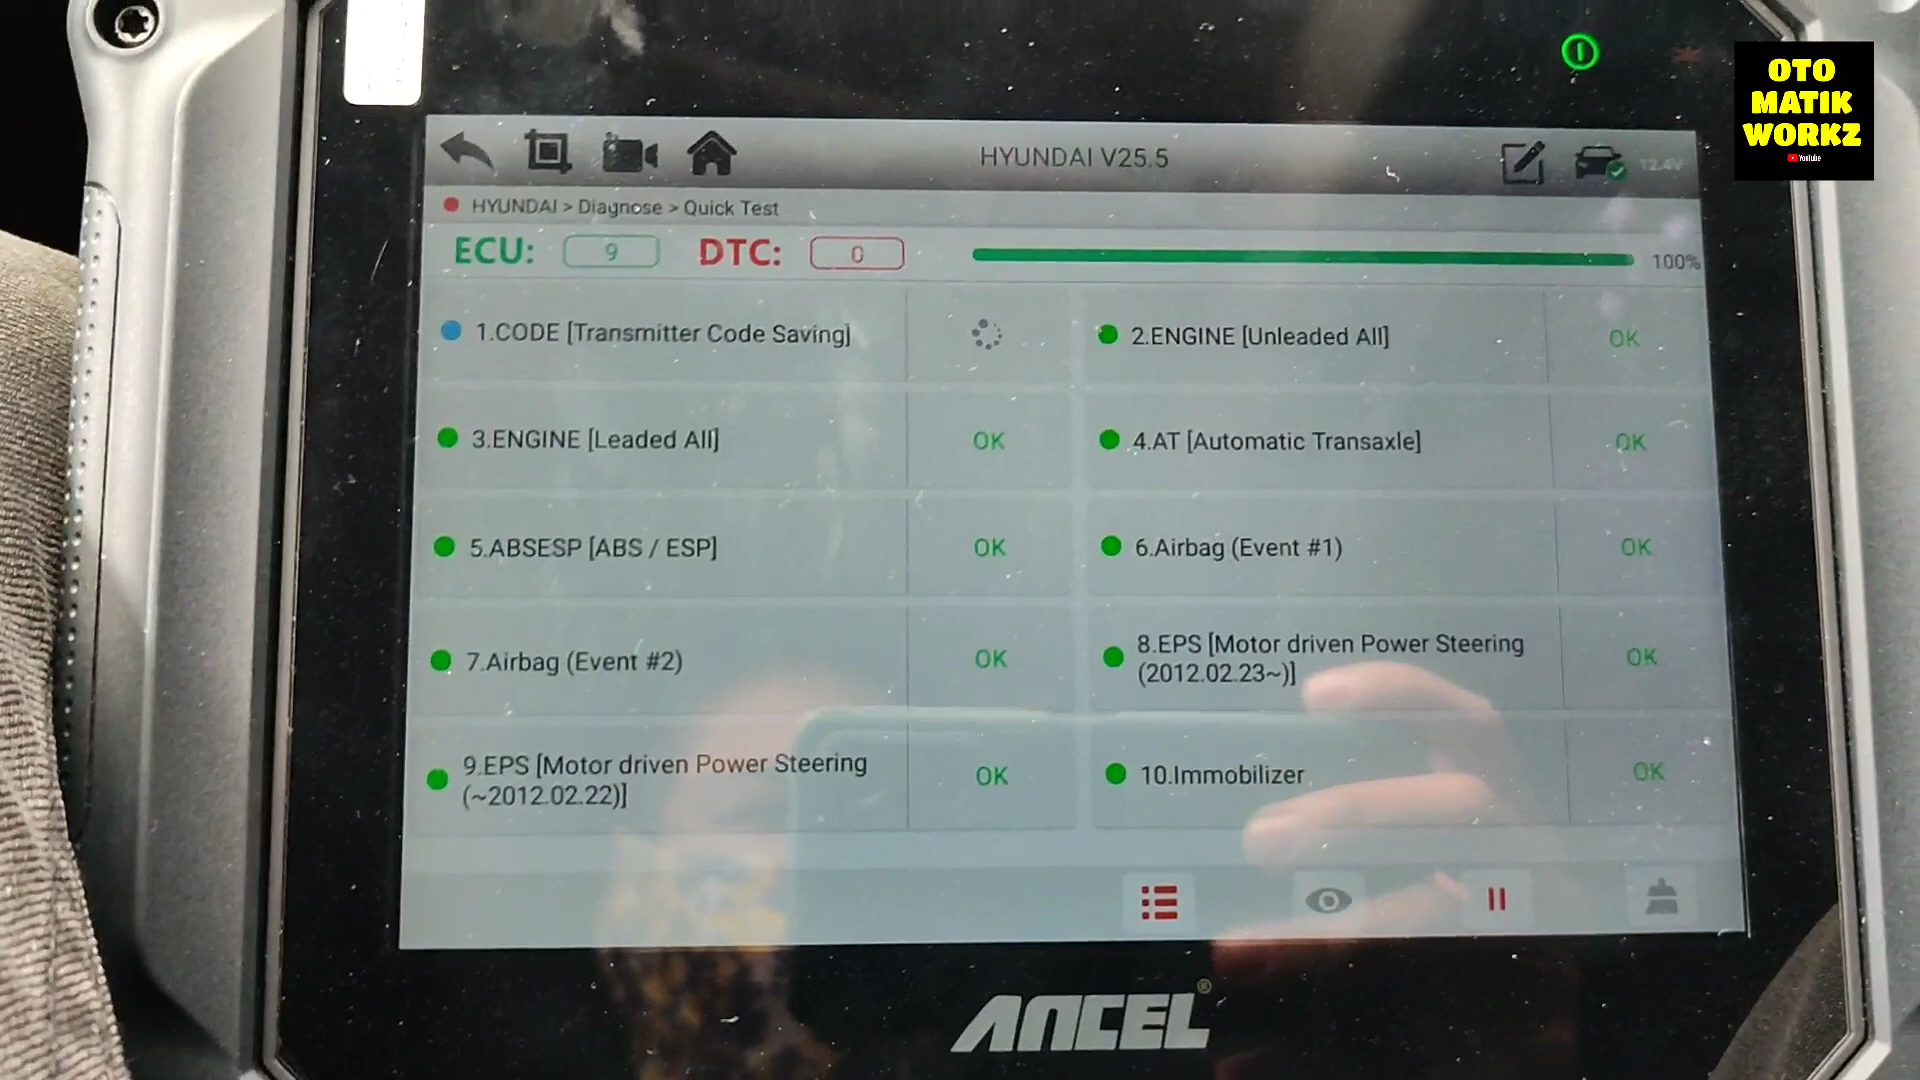 OTO
MATIK
WORKZ
YouTube
HYUNDAI V25.5
12.4V
HYUNDAI > Diagnose > Quick Test
ECU: 9 DTC: 0 100%
1.CODE [Transmitter Code Saving]
2.ENGINE [Unleaded All] OK
3.ENGINE [Leaded All] OK
4.AT [Automatic Transaxle] OK
5.ABSESP [ABS / ESP] OK
6.Airbag (Event #1) OK
7.Airbag (Event #2) OK
8.EPS [Motor driven Power Steering
(2012.02.23~)] OK
9.EPS [Motor driven Power Steering
(~2012.02.22)] OK
10.Immobilizer OK
ANCEL®